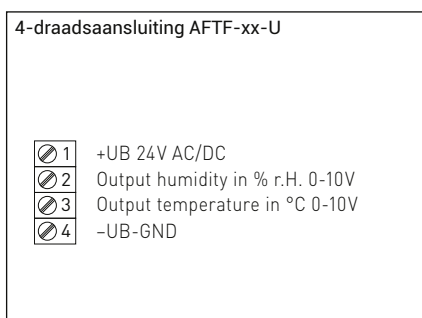 4-draadsaansluiting AFTF-xx-U
1 +UB 24V AC/DC
2 Output humidity in % r.H. 0-10V
3 Output temperature in °C 0-10V
4 –UB-GND